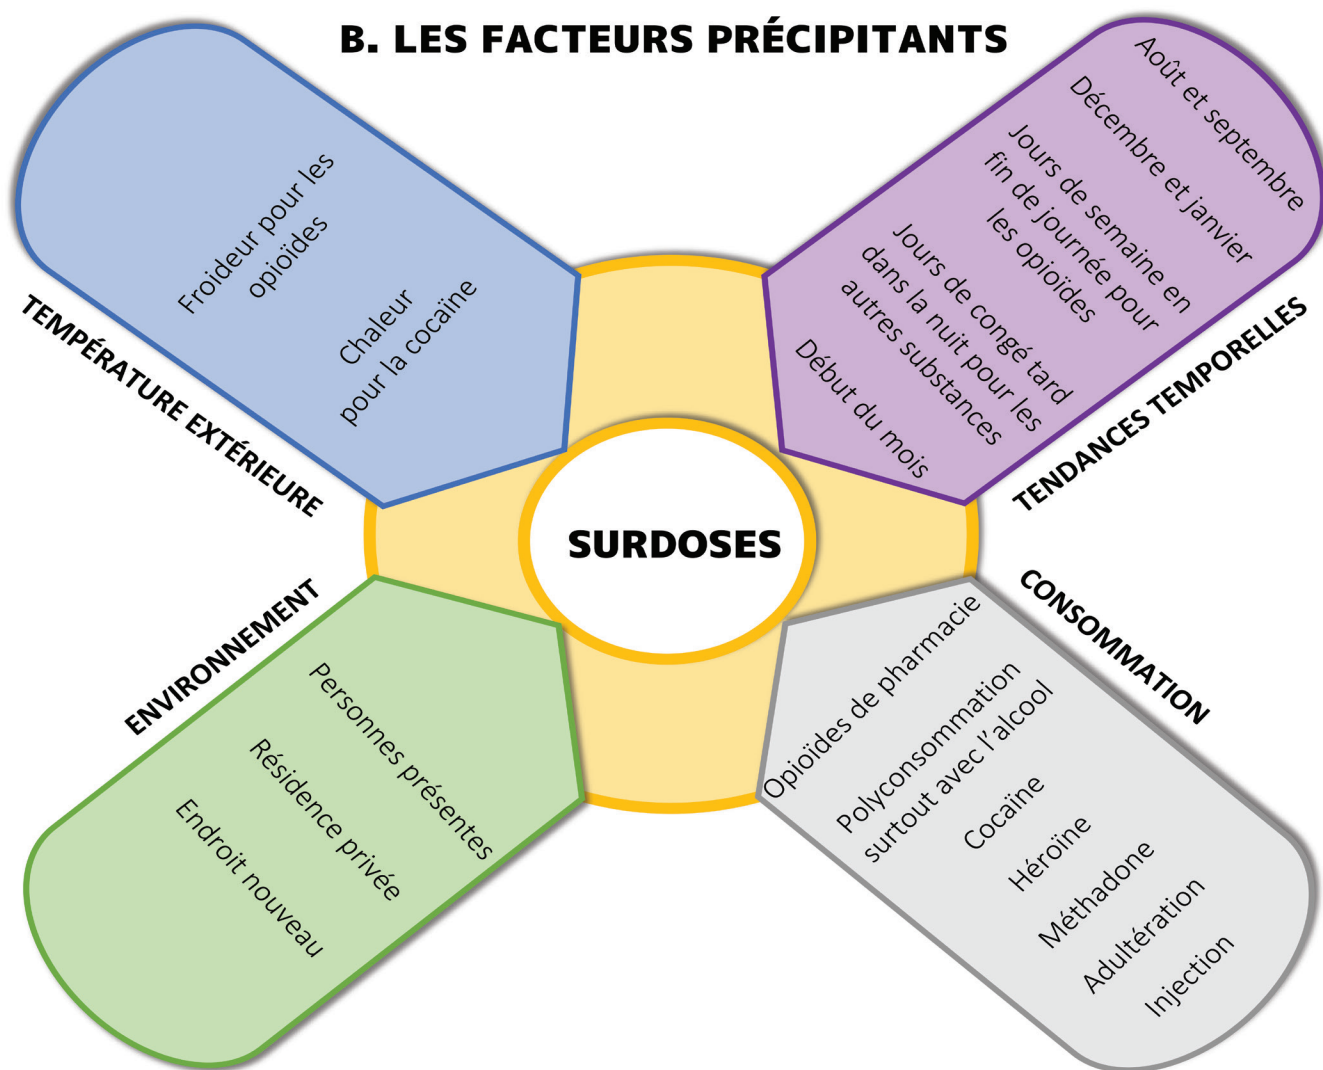 B. LES FACTEURS PRÉCIPITANTS
Froideur pour les
opioïdes
Chaleur
pour la cocaïne
TEMPÉRATURE EXTÉRIEURE
Août et septembre
Décembre et janvier
Jours de semaine en
fin de journée pour
les opioïdes
Jours de congé tard
dans la nuit pour les
autres substances
Début du mois
TENDANCES TEMPORELLES
SURDOSES
ENVIRONNEMENT
Personnes présentes
Résidence privée
Endroit nouveau
CONSOMMATION
Opioïdes de pharmacie
Polyconsommation
surtout avec l'alcool
Cocaïne
Héroïne
Méthadone
Adultération
Injection